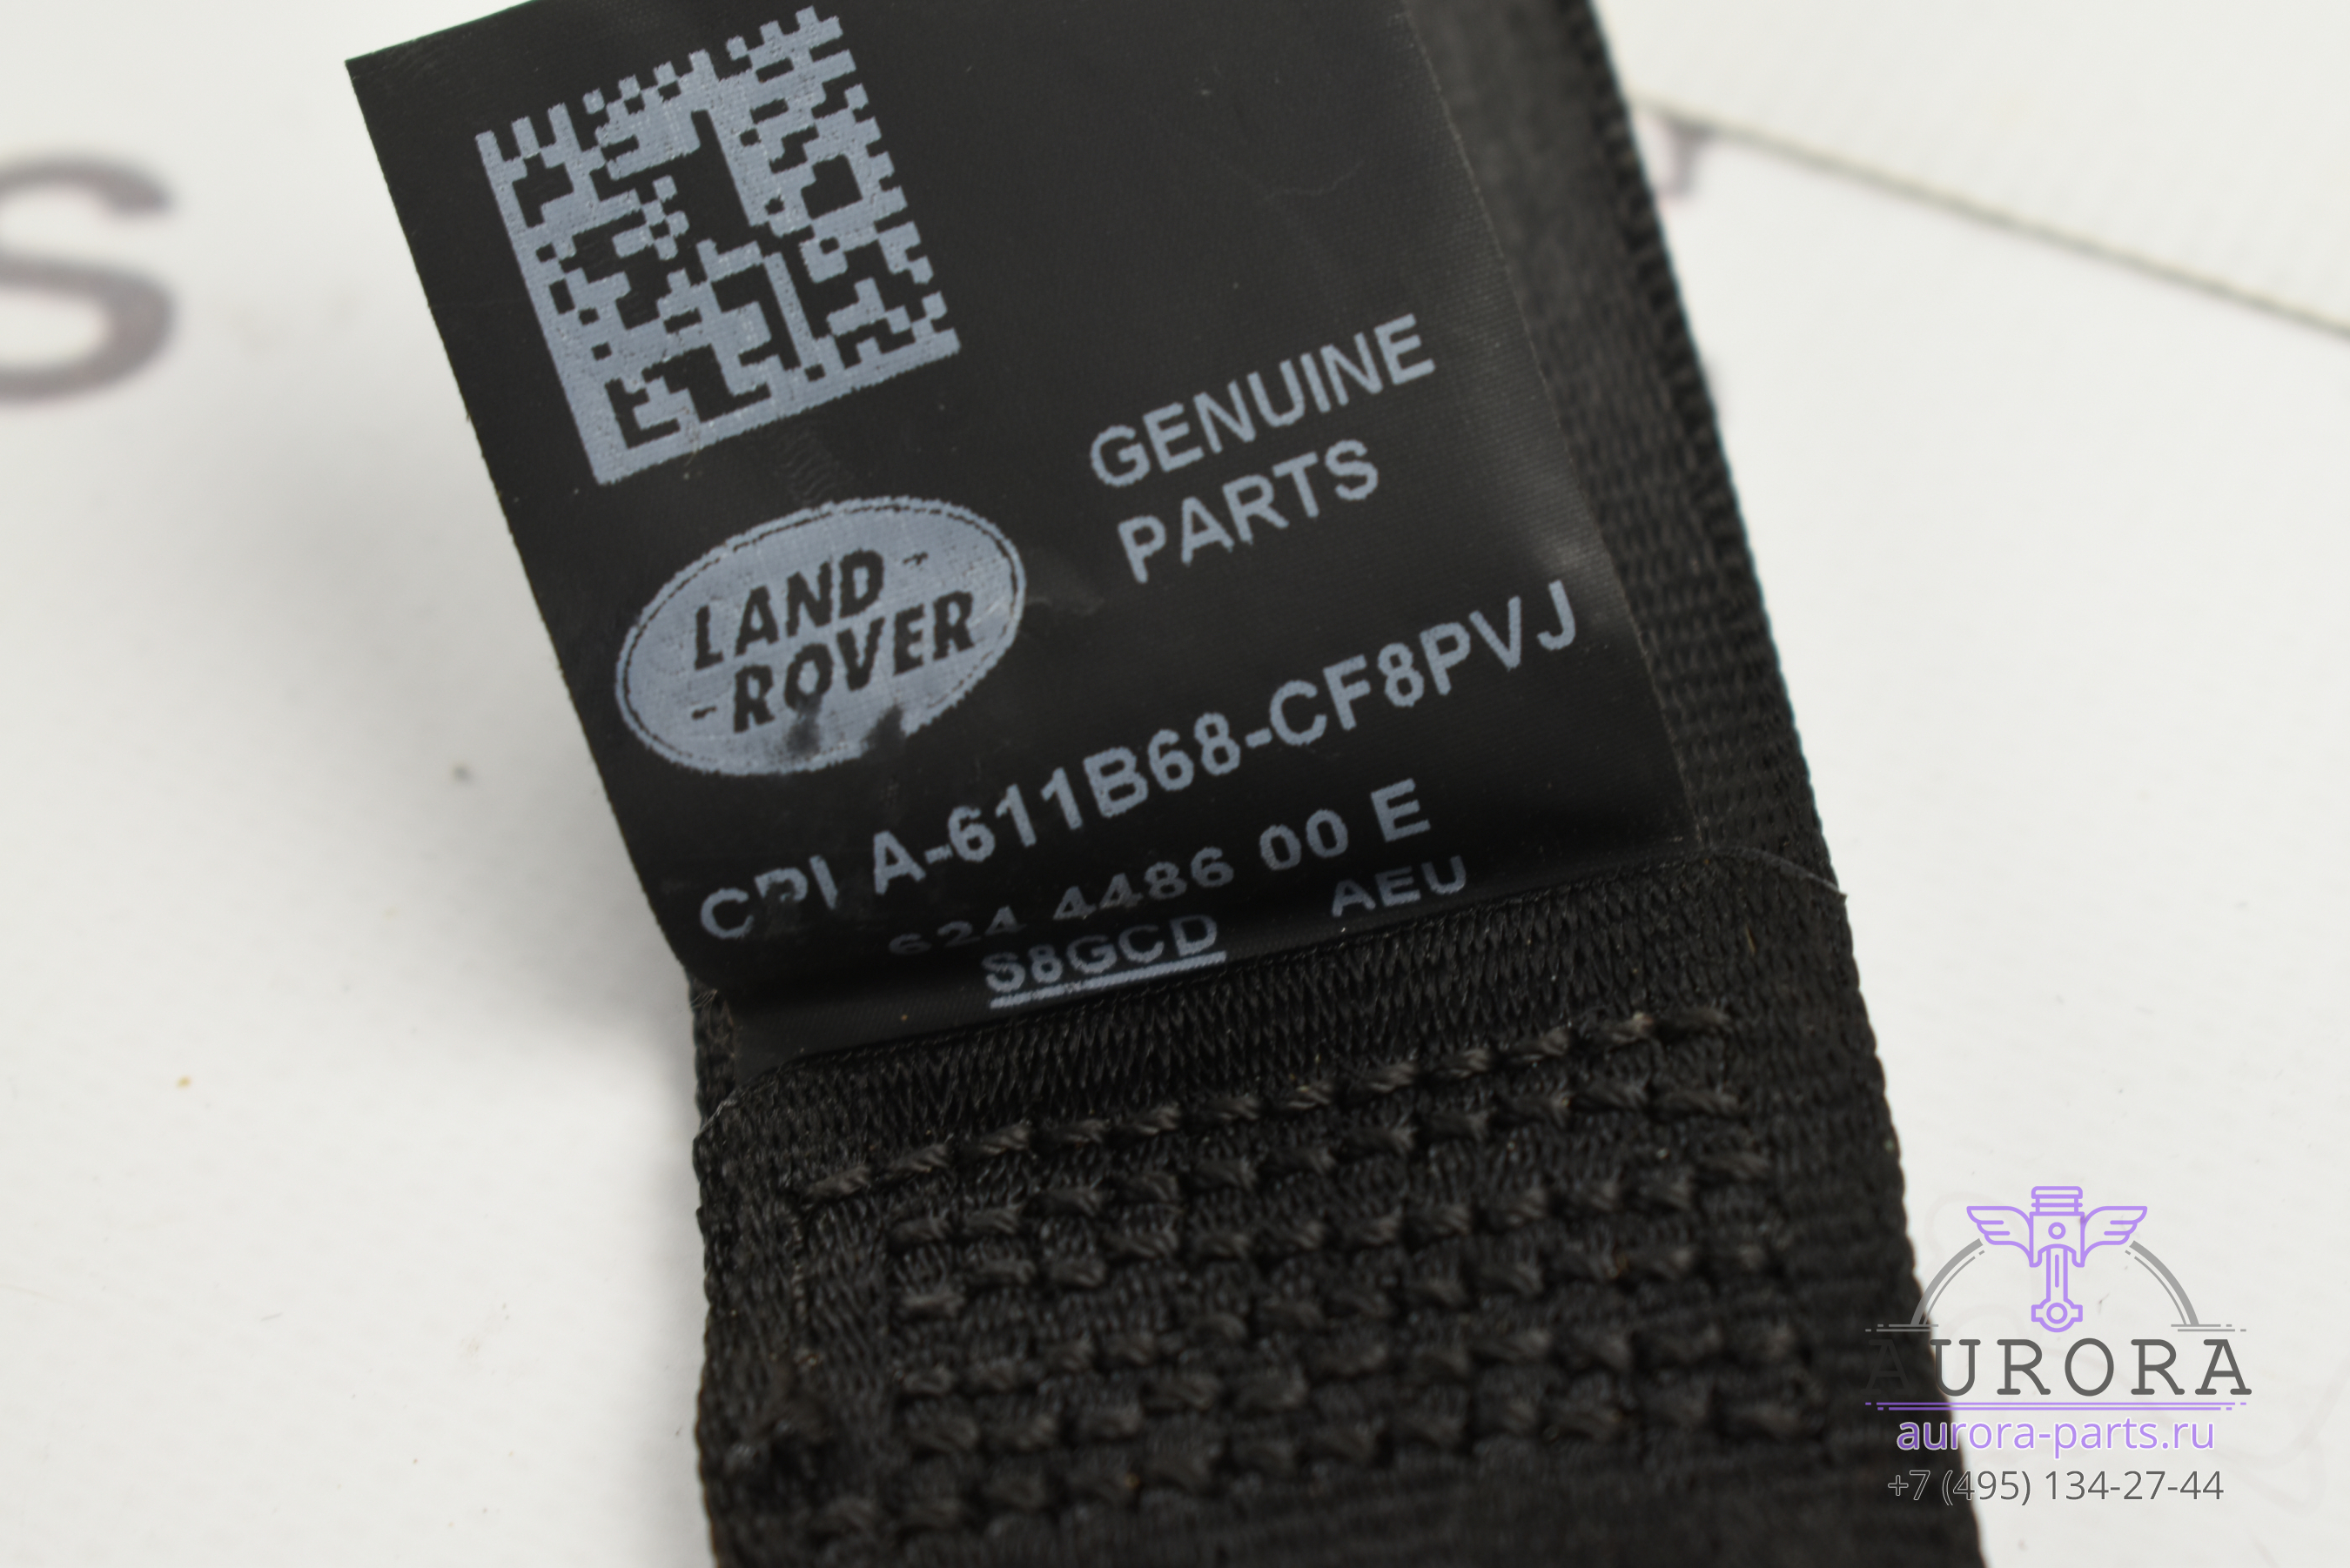 GENUINE
PARTS
LAND
ROVER
A-611B68-CF8PVJ
624 4486 00 E
S8GCD AEU
AURORA
aurora-parts.ru
+7 (495) 134-27-44